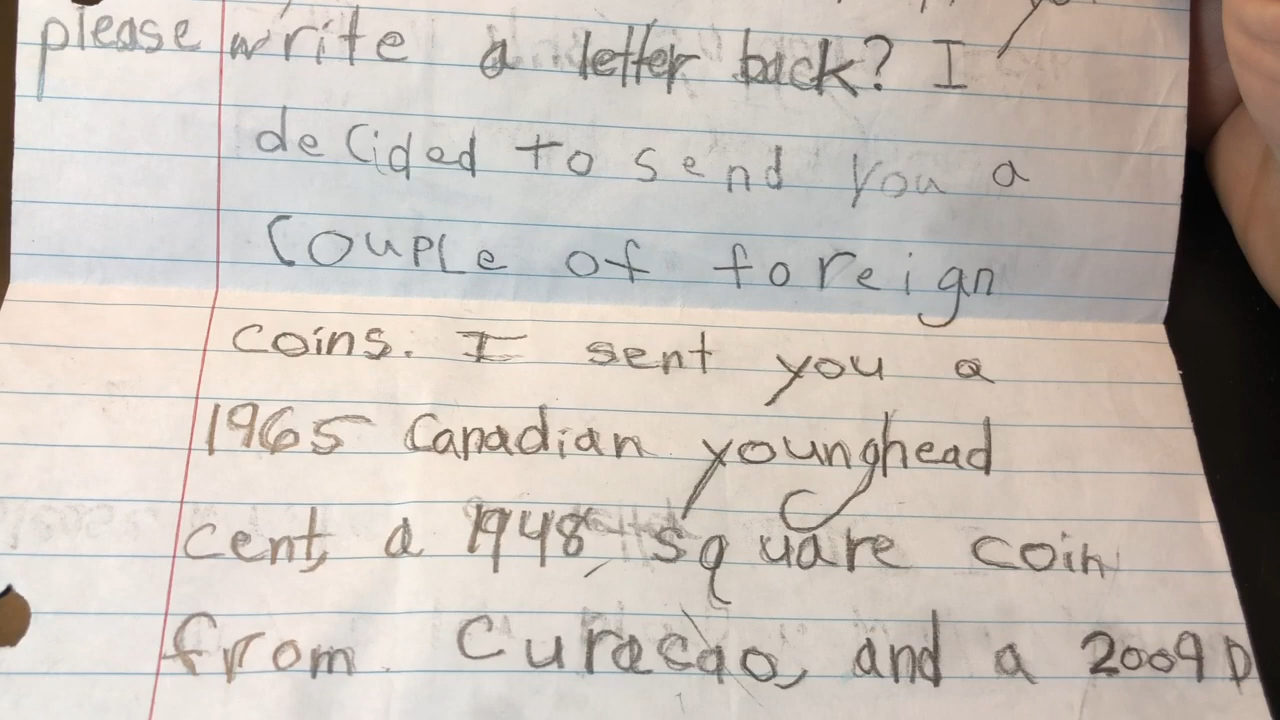 please write a letter back? I
decided to send you a
couple of foreign
coins. I sent you a
1965 Canadian younghead
cent, a 1948, square coin
from Curacao, and a 2009 D